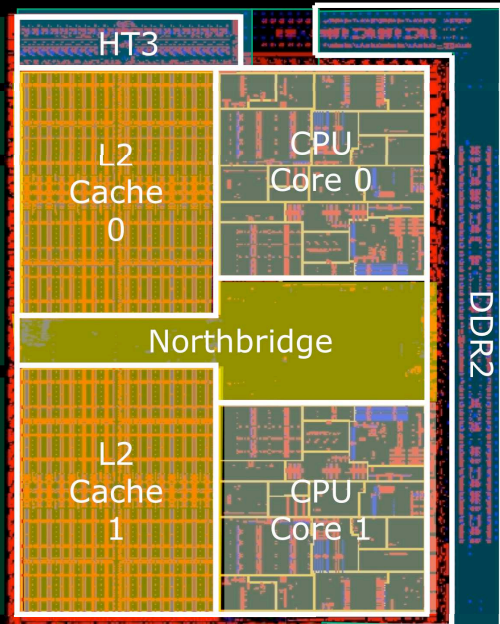 HT3
L2
Cache
0
CPU
Core 0
Northbridge
DDR2
L2
Cache
1
CPU
Core 1